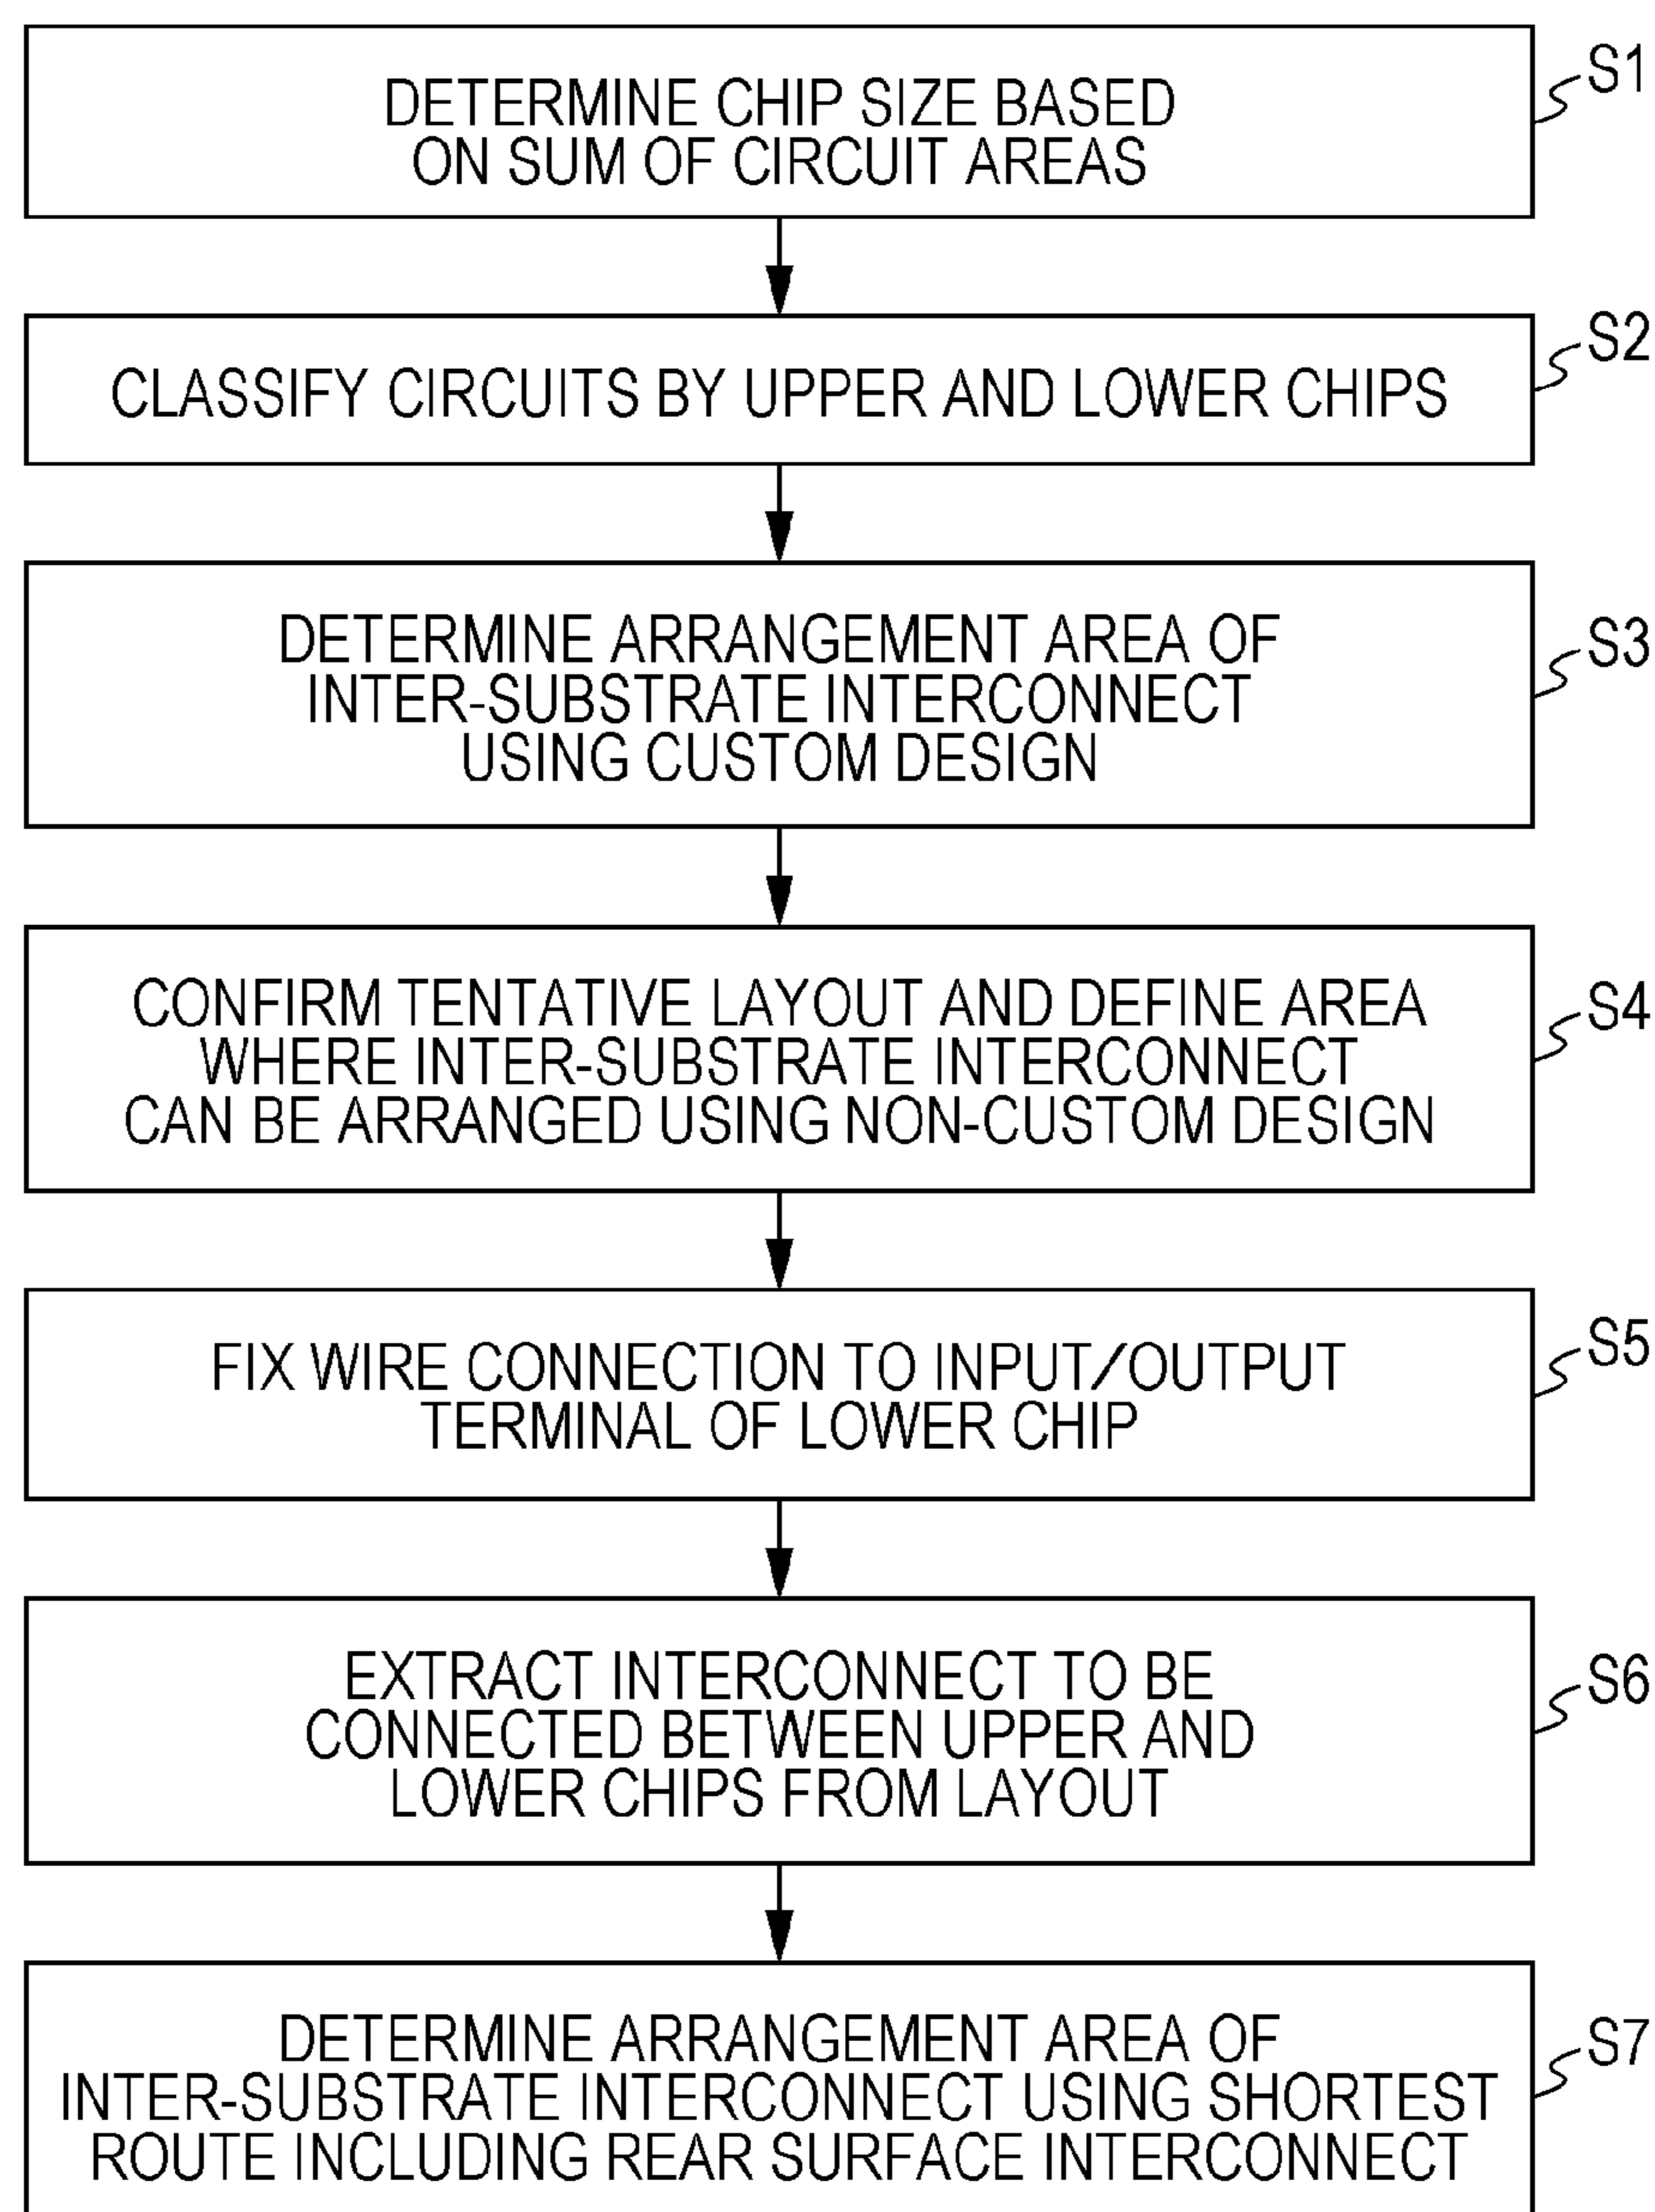 DETERMINE CHIP SIZE BASED
ON SUM OF CIRCUIT AREAS
S1
CLASSIFY CIRCUITS BY UPPER AND LOWER CHIPS
S2
DETERMINE ARRANGEMENT AREA OF
INTER-SUBSTRATE INTERCONNECT
USING CUSTOM DESIGN
S3
CONFIRM TENTATIVE LAYOUT AND DEFINE AREA
WHERE INTER-SUBSTRATE INTERCONNECT
CAN BE ARRANGED USING NON-CUSTOM DESIGN
S4
FIX WIRE CONNECTION TO INPUT/OUTPUT
TERMINAL OF LOWER CHIP
S5
EXTRACT INTERCONNECT TO BE
CONNECTED BETWEEN UPPER AND
LOWER CHIPS FROM LAYOUT
S6
DETERMINE ARRANGEMENT AREA OF
INTER-SUBSTRATE INTERCONNECT USING SHORTEST
ROUTE INCLUDING REAR SURFACE INTERCONNECT
S7